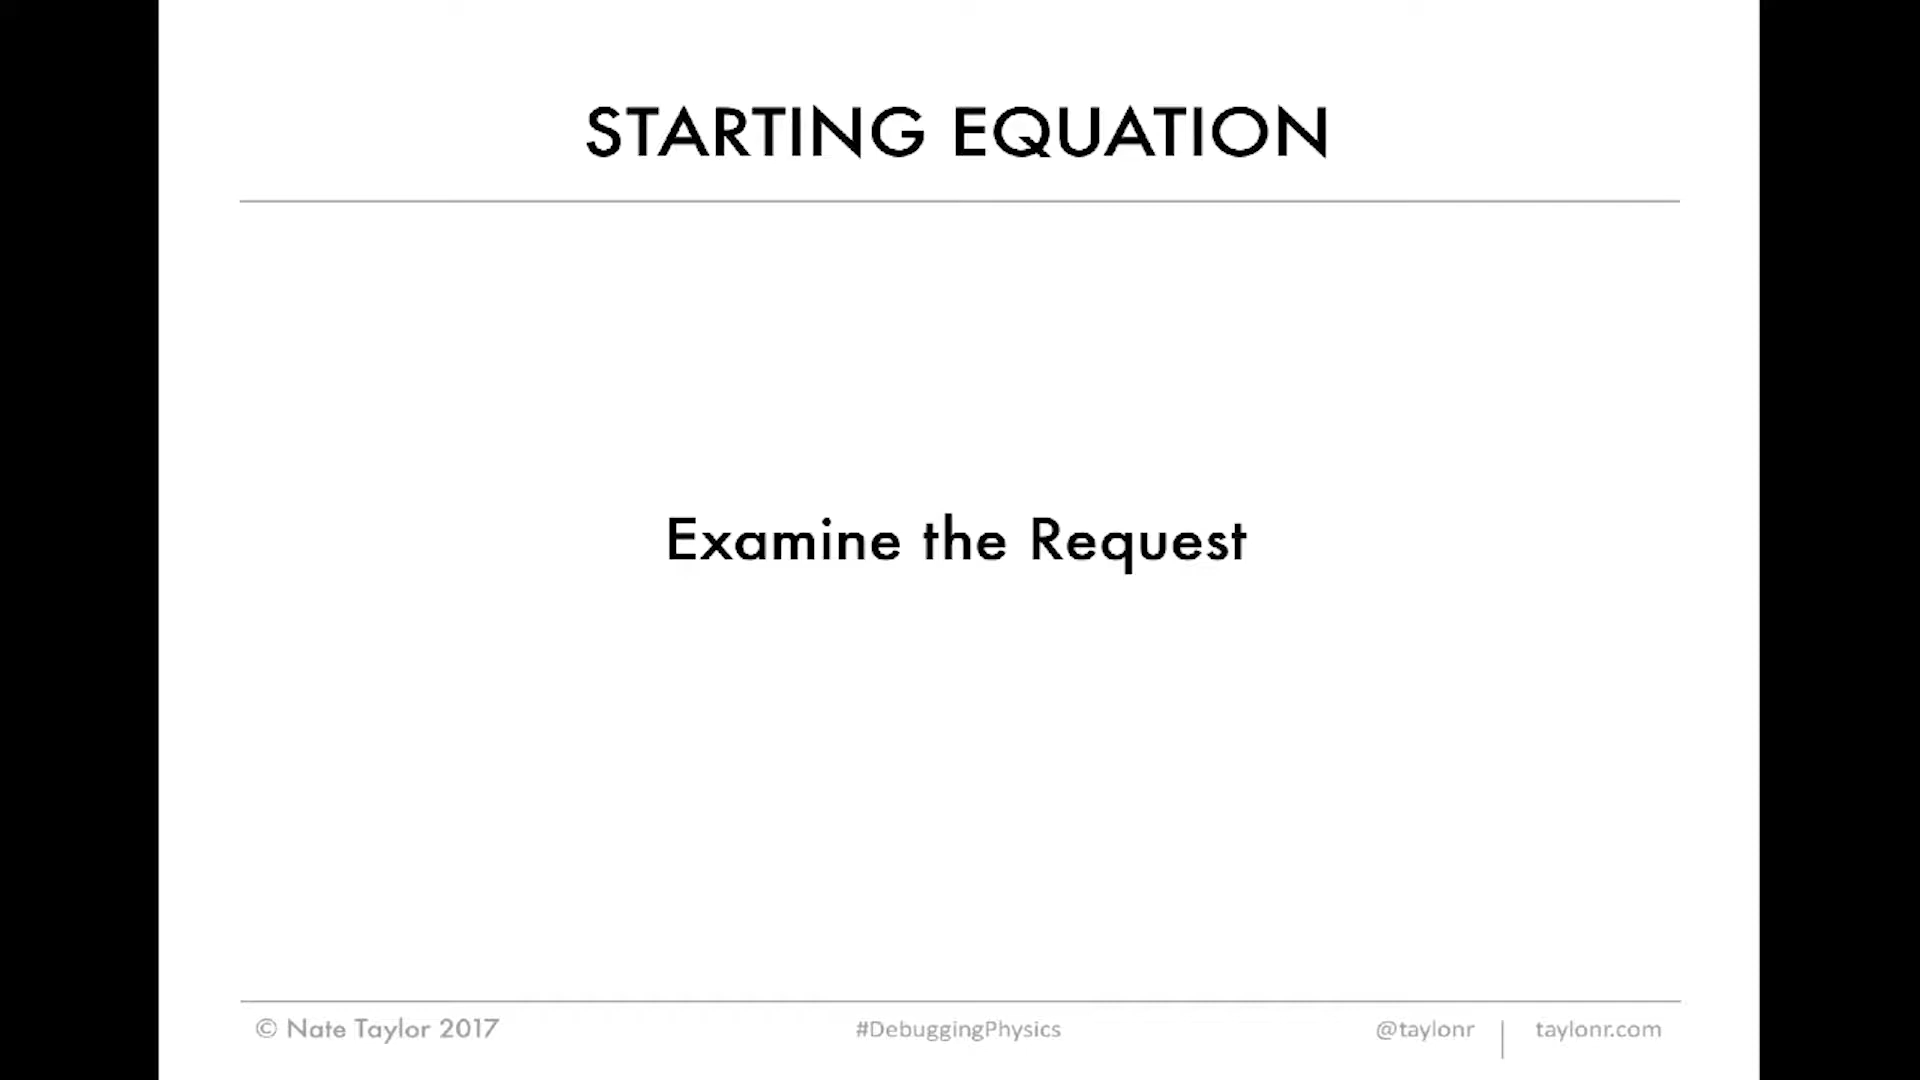 STARTING EQUATION
Examine the Request
© Nate Taylor 2017 #DebuggingPhysics @taylonr | taylonr.com